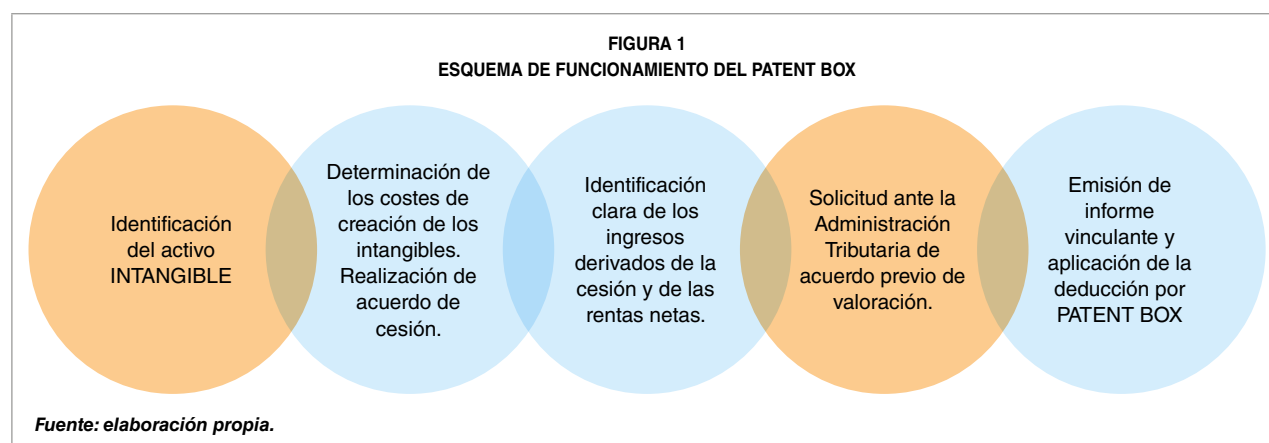 FIGURA 1
ESQUEMA DE FUNCIONAMIENTO DEL PATENT BOX
Identificación
del activo
INTANGIBLE
Determinación de
los costes de
creación de los
intangibles.
Realización de
acuerdo de
cesión.
Identificación
clara de los
ingresos
derivados de la
cesión y de las
rentas netas.
Solicitud ante la
Administración
Tributaria de
acuerdo previo de
valoración.
Emisión de
informe
vinculante y
aplicación de la
deducción por
PATENT BOX
Fuente: elaboración propia.